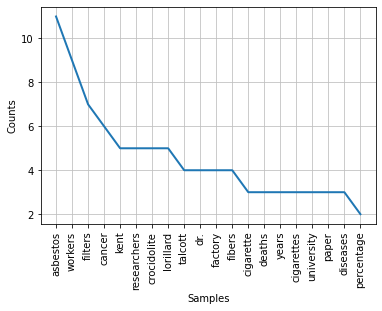 10
8
6
4
2
Counts
asbestos
workers
filters
cancer
kent
researchers
crocidolite
lorillard
talcott
dr.
factory
fibers
cigarette
deaths
years
cigarettes
university
paper
diseases
percentage
Samples